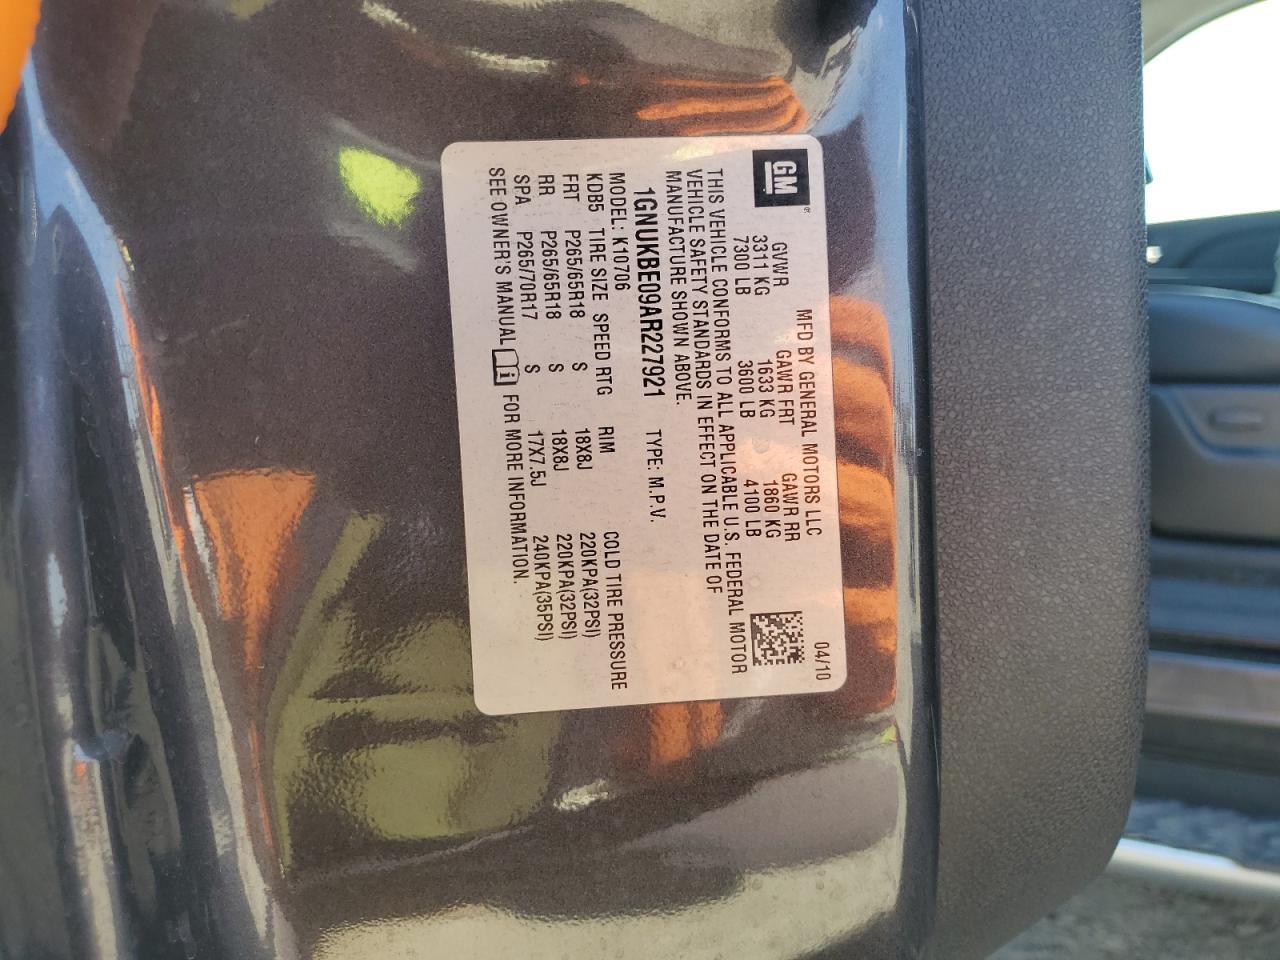 GM
MFD BY GENERAL MOTORS LLC 04/10
GVWR GAWR FRT GAWR RR
3311 KG 1633 KG 1860 KG
7300 LB 3600 LB 4100 LB
THIS VEHICLE CONFORMS TO ALL APPLICABLE U.S. FEDERAL MOTOR
VEHICLE SAFETY STANDARDS IN EFFECT ON THE DATE OF
MANUFACTURE SHOWN ABOVE.
1GNUKBE09AR227921 TYPE: M.P.V.
MODEL: K10706
KDB5 TIRE SIZE SPEED RTG RIM COLD TIRE PRESSURE
FRT P265/65R18 S 18X8J 220KPA(32PSI)
RR P265/65R18 S 18X8J 220KPA(32PSI)
SPA P265/70R17 S 17X7.5J 240KPA(35PSI)
SEE OWNER'S MANUAL FOR MORE INFORMATION.